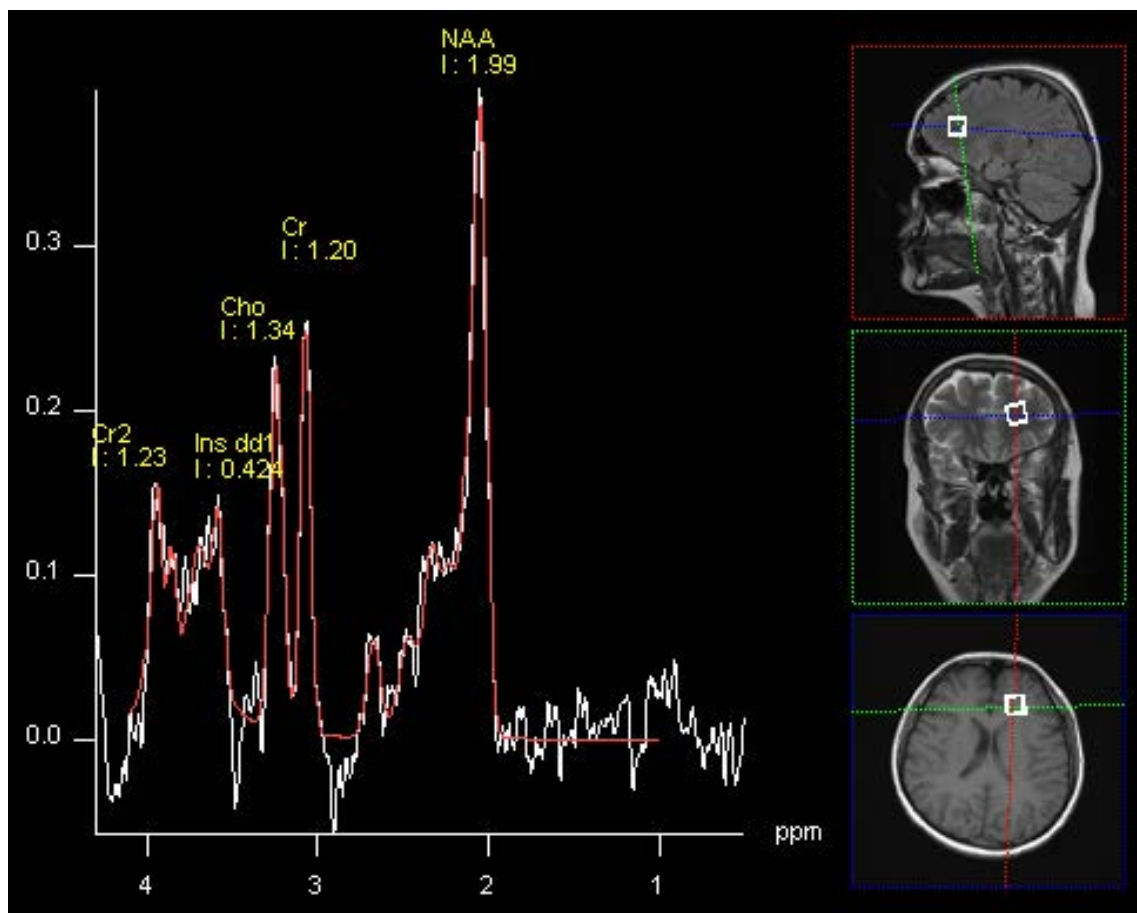 NAA
I : 1.99
Cr
I : 1.20
Cho
I : 1.34
Cr2
I : 1.23
Ins dd1
I : 0.424
0.3
0.2
0.1
0.0
ppm
4
3
2
1